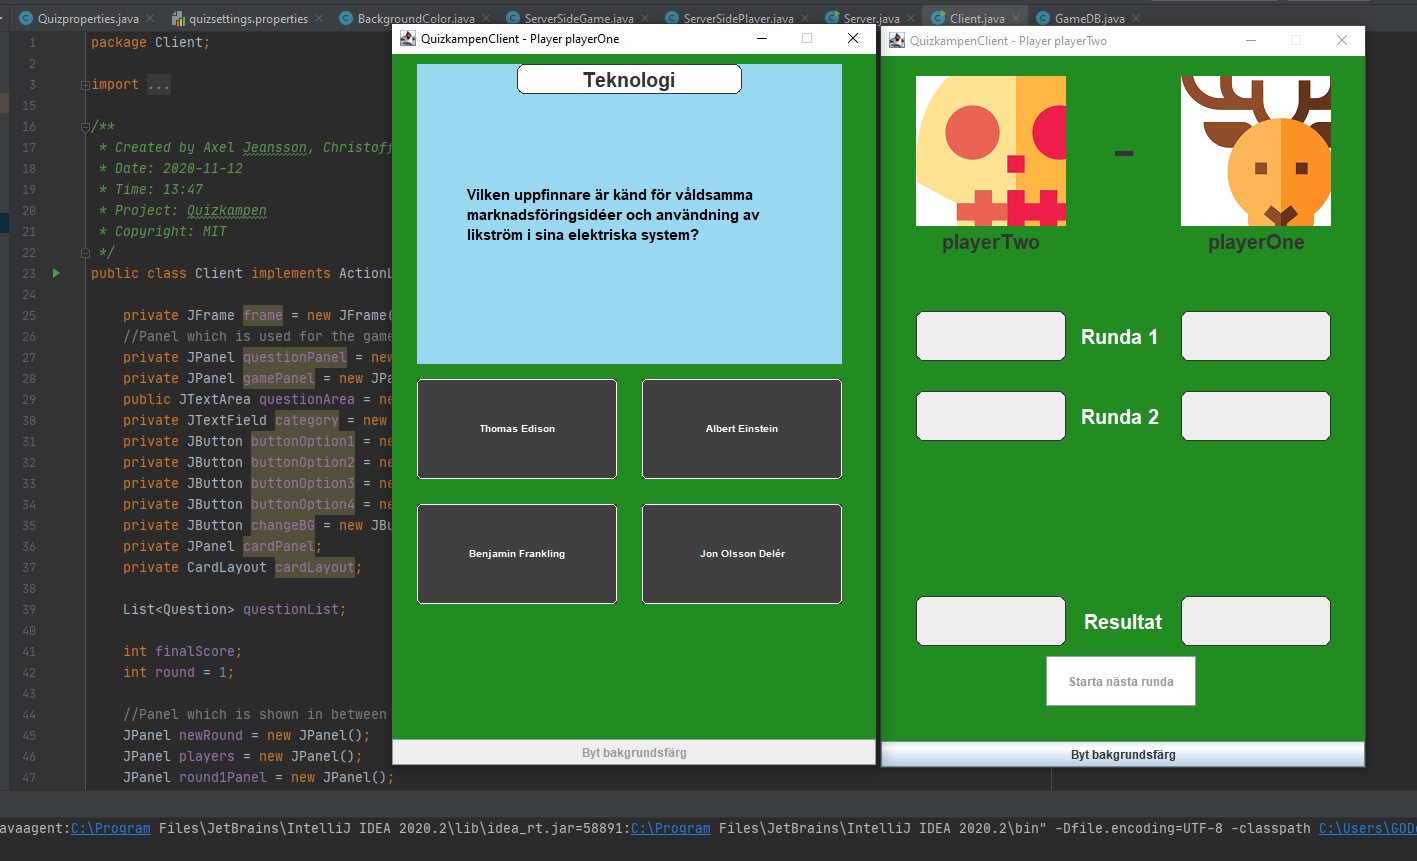 Quizproperties.java
quizsettings.properties
BackgroundColor.java
ServerSideGame.java
ServerSidePlayer.java
Server.java
Client.java
GameDB.java
1 package Client;
2
3 import ...
15
16 /**
17 * Created by Axel Jeansson,
18 * Date: 2020-11-12
19 * Time: 13:47
20 * Project: Quizkampen
21 * Copyright: MIT
22 */
23 public class Client implements
24
25 private JFrame frame = new JFrame(
26 //Panel which is used for the game
27 private JPanel questionPanel = new
28 private JPanel gamePanel = new
29 public JTextArea questionArea =
30 private JTextField category = new
31 private JButton buttonOption1 =
32 private JButton buttonOption2 =
33 private JButton buttonOption3 =
34 private JButton buttonOption4 =
35 private JButton changeBG = new
36 private JPanel cardPanel;
37 private CardLayout cardLayout;
38
39 List<Question> questionList;
40
41 int finalScore;
42 int round = 1;
43
44 //Panel which is shown in between
45 JPanel newRound = new JPanel();
46 JPanel players = new JPanel();
47 JPanel round1Panel = new JPanel();
QuizkampenClient - Player playerOne
Teknologi
Vilken uppfinnare är känd för våldsamma
marknadsföringsidéer och användning av
likström i sina elektriska system?
Thomas Edison
Albert Einstein
Benjamin Frankling
Jon Olsson Delér
Byt bakgrundsfärg
QuizkampenClient - Player playerTwo
-
playerTwo
playerOne
Runda 1
Runda 2
Resultat
Starta nästa runda
Byt bakgrundsfärg
avaagent:C:\Program Files\JetBrains\IntelliJ IDEA 2020.2\lib\idea_rt.jar=58891:C:\Program Files\JetBrains\IntelliJ IDEA 2020.2\bin" -Dfile.encoding=UTF-8 -classpath